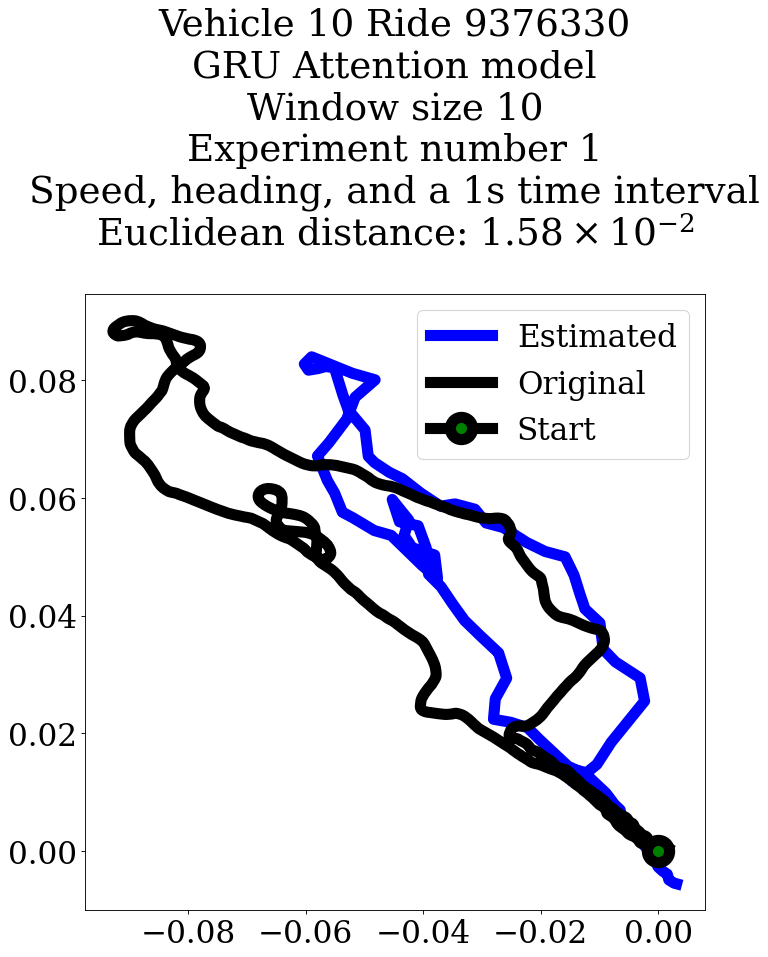 Vehicle 10 Ride 9376330
GRU Attention model
Window size 10
Experiment number 1
Speed, heading, and a 1s time interval
Euclidean distance: 1.58 × 10⁻²
Estimated
Original
Start
0.08
0.06
0.04
0.02
0.00
−0.08 −0.06 −0.04 −0.02 0.00